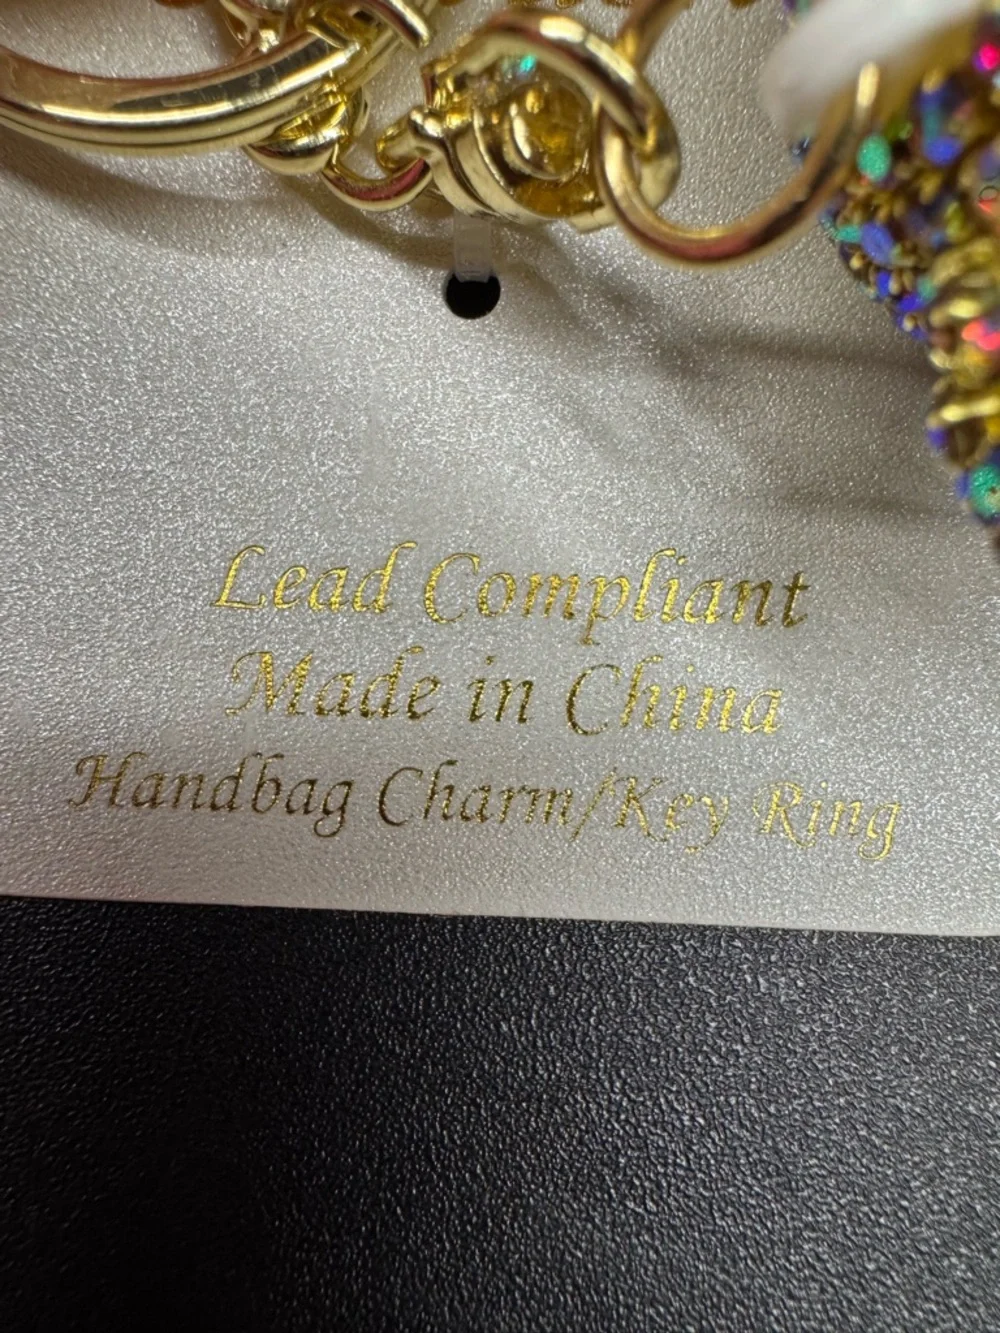 Lead Compliant
Made in China
Handbag Charm/Key Ring